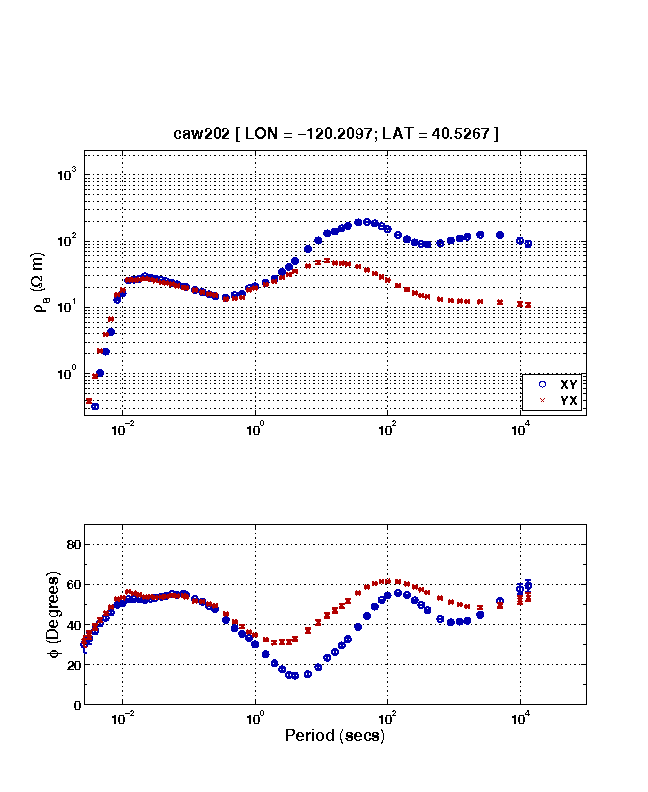 caw202 [ LON = −120.2097; LAT = 40.5267 ]
10³
10²
10¹
10⁰
ρa (Ω m)
XY
YX
10⁻²
10⁰
10²
10⁴
80
60
40
20
0
ϕ (Degrees)
10⁻²
10⁰
10²
10⁴
Period (secs)